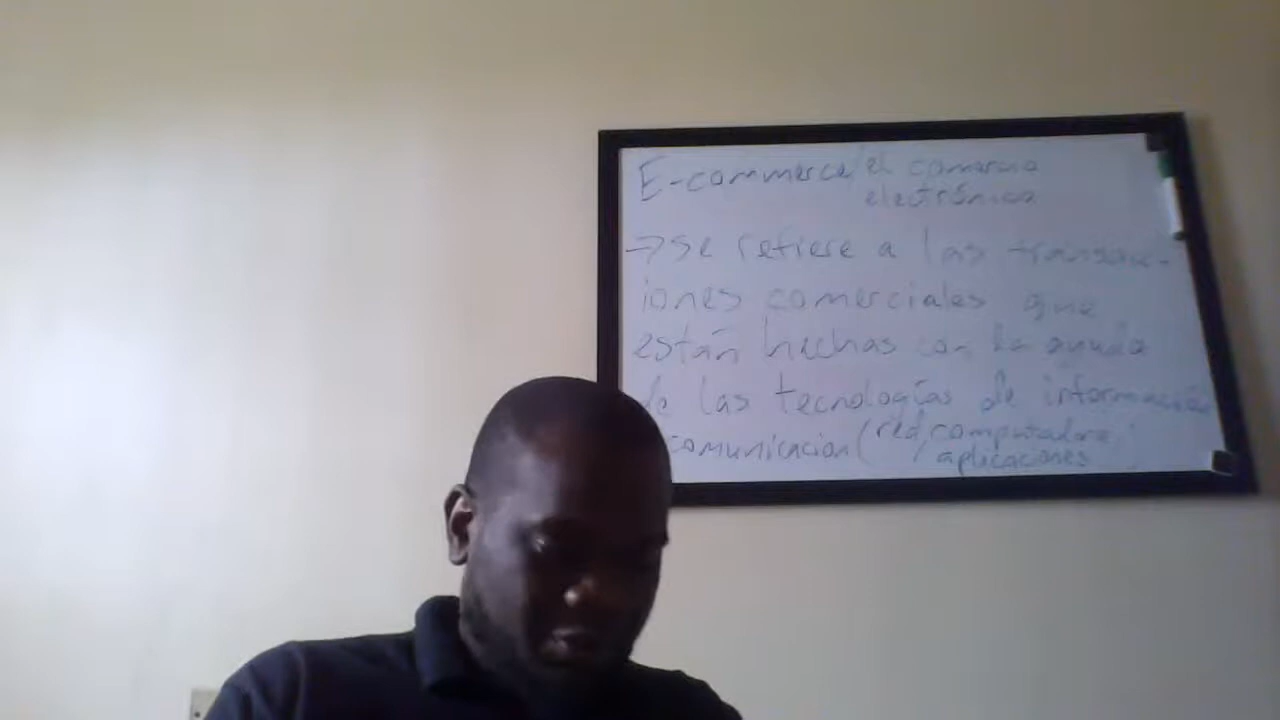 E-commerce/el comercio
electrónico
→ Se refiere a las transacc-
iones comerciales que
están hechas con la ayuda
de las tecnologías de información
comunicacion (red, computadora,
aplicaciones